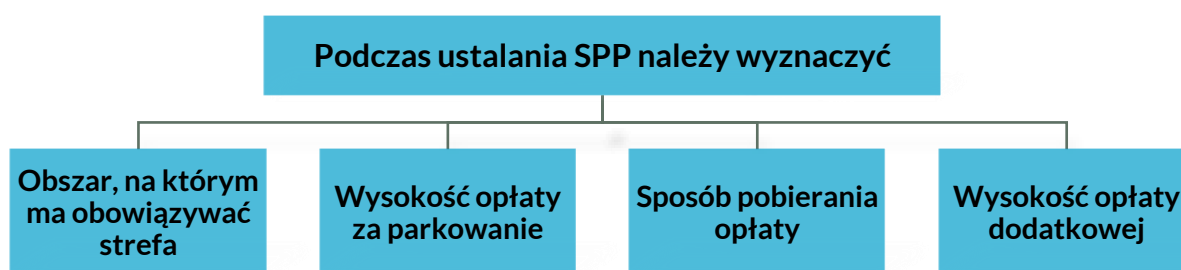 Podczas ustalania SPP należy wyznaczyć
Obszar, na którym
ma obowiązywać
strefa
Wysokość opłaty
za parkowanie
Sposób pobierania
opłaty
Wysokość opłaty
dodatkowej